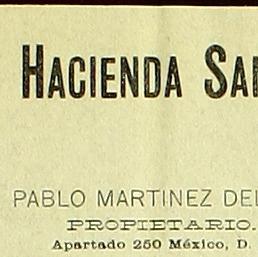 HACIENDA SA
PABLO MARTINEZ DEL
PROPIETARIO.
Apartado 250 México, D.